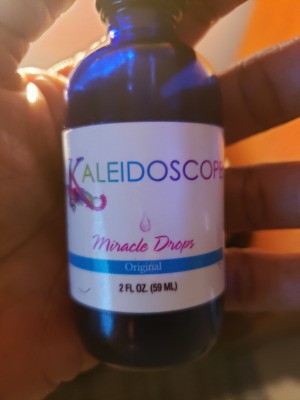 KALEIDOSCOPE
Miracle Drops
Original
2 FL OZ. (59 ML)